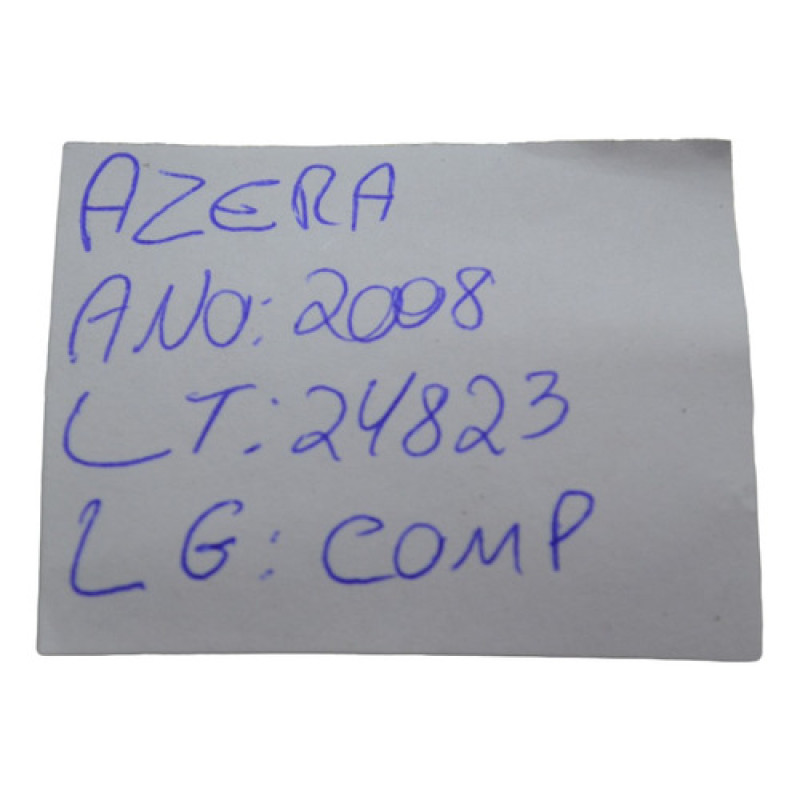 AZERA
ANO: 2008
LT: 24823
LG: COMP